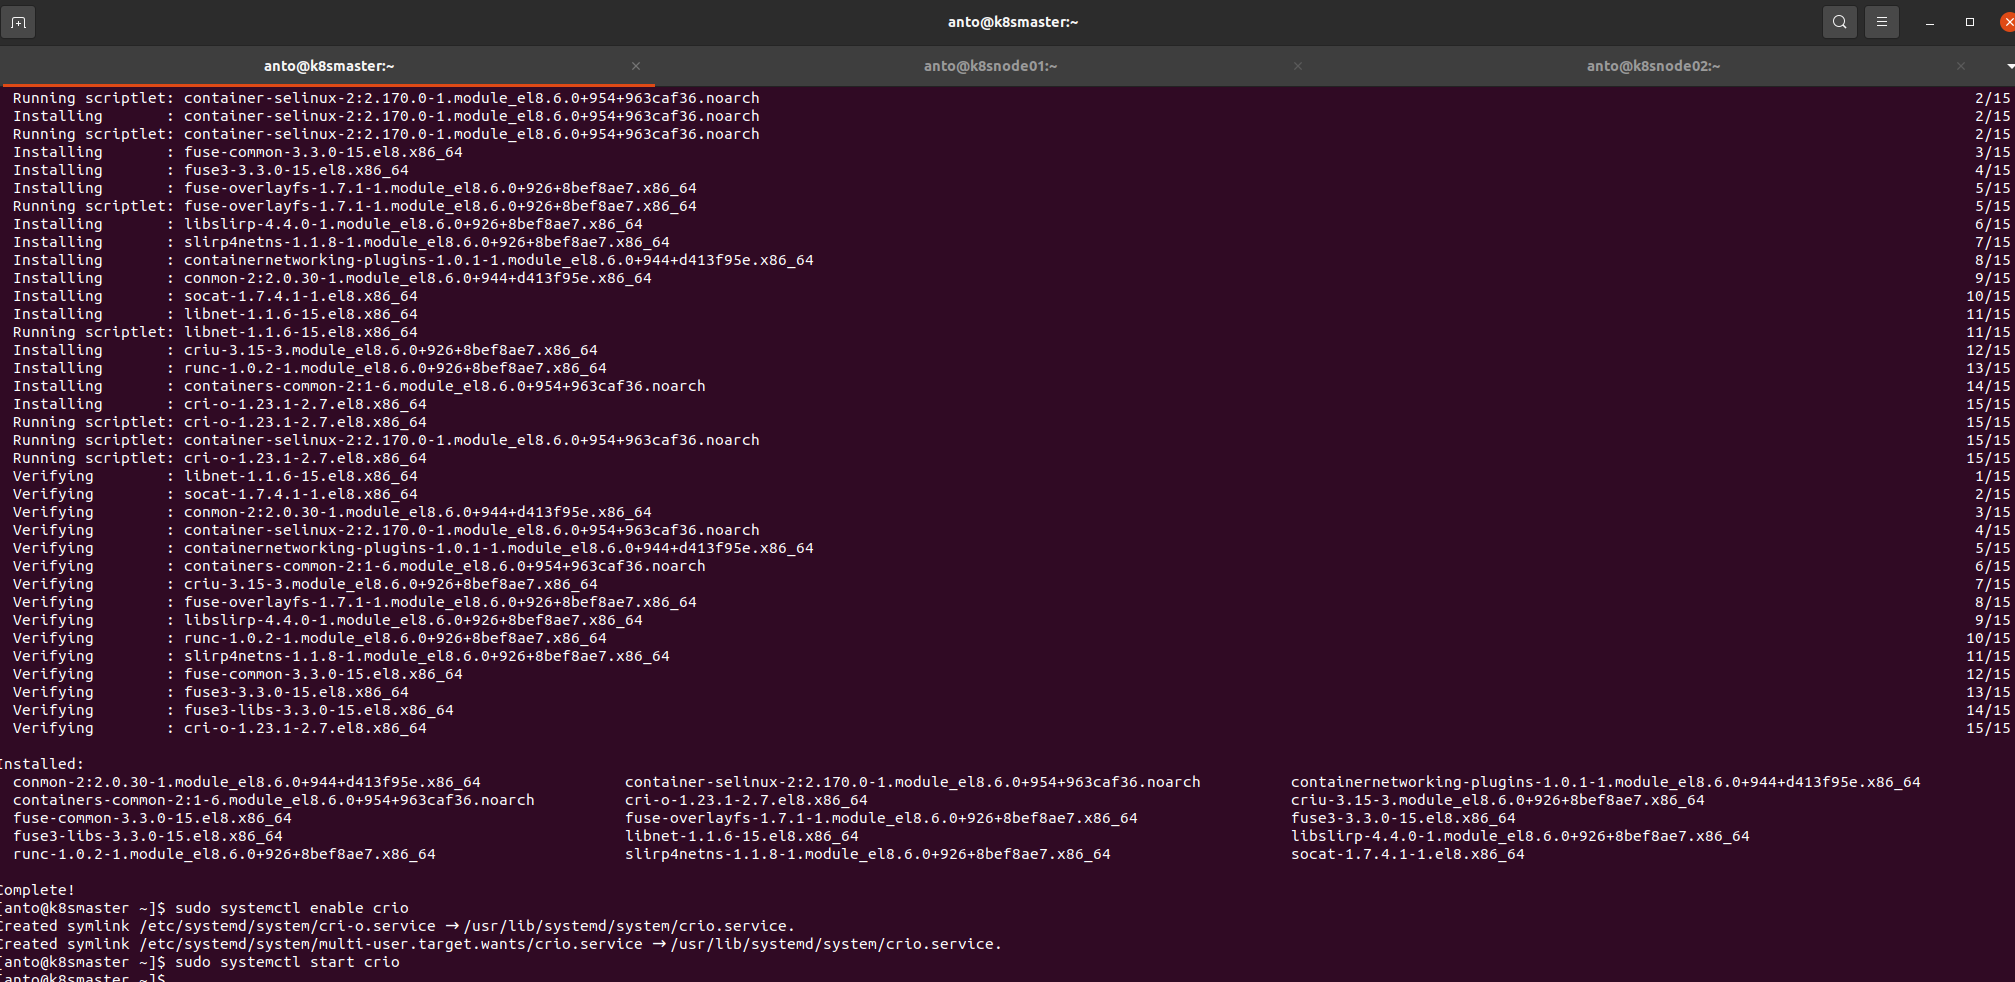 anto@k8smaster:~
anto@k8smaster:~ anto@k8snode01:~ anto@k8snode02:~
Running scriptlet: container-selinux-2:2.170.0-1.module_el8.6.0+954+963caf36.noarch 2/15
Installing : container-selinux-2:2.170.0-1.module_el8.6.0+954+963caf36.noarch 2/15
Running scriptlet: container-selinux-2:2.170.0-1.module_el8.6.0+954+963caf36.noarch 2/15
Installing : fuse-common-3.3.0-15.el8.x86_64 3/15
Installing : fuse3-3.3.0-15.el8.x86_64 4/15
Installing : fuse-overlayfs-1.7.1-1.module_el8.6.0+926+8bef8ae7.x86_64 5/15
Running scriptlet: fuse-overlayfs-1.7.1-1.module_el8.6.0+926+8bef8ae7.x86_64 5/15
Installing : libslirp-4.4.0-1.module_el8.6.0+926+8bef8ae7.x86_64 6/15
Installing : slirp4netns-1.1.8-1.module_el8.6.0+926+8bef8ae7.x86_64 7/15
Installing : containernetworking-plugins-1.0.1-1.module_el8.6.0+944+d413f95e.x86_64 8/15
Installing : conmon-2:2.0.30-1.module_el8.6.0+944+d413f95e.x86_64 9/15
Installing : socat-1.7.4.1-1.el8.x86_64 10/15
Installing : libnet-1.1.6-15.el8.x86_64 11/15
Running scriptlet: libnet-1.1.6-15.el8.x86_64 11/15
Installing : criu-3.15-3.module_el8.6.0+926+8bef8ae7.x86_64 12/15
Installing : runc-1.0.2-1.module_el8.6.0+926+8bef8ae7.x86_64 13/15
Installing : containers-common-2:1-6.module_el8.6.0+954+963caf36.noarch 14/15
Installing : cri-o-1.23.1-2.7.el8.x86_64 15/15
Running scriptlet: cri-o-1.23.1-2.7.el8.x86_64 15/15
Running scriptlet: container-selinux-2:2.170.0-1.module_el8.6.0+954+963caf36.noarch 15/15
Running scriptlet: cri-o-1.23.1-2.7.el8.x86_64 15/15
Verifying : libnet-1.1.6-15.el8.x86_64 1/15
Verifying : socat-1.7.4.1-1.el8.x86_64 2/15
Verifying : conmon-2:2.0.30-1.module_el8.6.0+944+d413f95e.x86_64 3/15
Verifying : container-selinux-2:2.170.0-1.module_el8.6.0+954+963caf36.noarch 4/15
Verifying : containernetworking-plugins-1.0.1-1.module_el8.6.0+944+d413f95e.x86_64 5/15
Verifying : containers-common-2:1-6.module_el8.6.0+954+963caf36.noarch 6/15
Verifying : criu-3.15-3.module_el8.6.0+926+8bef8ae7.x86_64 7/15
Verifying : fuse-overlayfs-1.7.1-1.module_el8.6.0+926+8bef8ae7.x86_64 8/15
Verifying : libslirp-4.4.0-1.module_el8.6.0+926+8bef8ae7.x86_64 9/15
Verifying : runc-1.0.2-1.module_el8.6.0+926+8bef8ae7.x86_64 10/15
Verifying : slirp4netns-1.1.8-1.module_el8.6.0+926+8bef8ae7.x86_64 11/15
Verifying : fuse-common-3.3.0-15.el8.x86_64 12/15
Verifying : fuse3-3.3.0-15.el8.x86_64 13/15
Verifying : fuse3-libs-3.3.0-15.el8.x86_64 14/15
Verifying : cri-o-1.23.1-2.7.el8.x86_64 15/15
Installed:
conmon-2:2.0.30-1.module_el8.6.0+944+d413f95e.x86_64 container-selinux-2:2.170.0-1.module_el8.6.0+954+963caf36.noarch containernetworking-plugins-1.0.1-1.module_el8.6.0+944+d413f95e.x86_64
containers-common-2:1-6.module_el8.6.0+954+963caf36.noarch cri-o-1.23.1-2.7.el8.x86_64 criu-3.15-3.module_el8.6.0+926+8bef8ae7.x86_64
fuse-common-3.3.0-15.el8.x86_64 fuse-overlayfs-1.7.1-1.module_el8.6.0+926+8bef8ae7.x86_64 fuse3-3.3.0-15.el8.x86_64
fuse3-libs-3.3.0-15.el8.x86_64 libnet-1.1.6-15.el8.x86_64 libslirp-4.4.0-1.module_el8.6.0+926+8bef8ae7.x86_64
runc-1.0.2-1.module_el8.6.0+926+8bef8ae7.x86_64 slirp4netns-1.1.8-1.module_el8.6.0+926+8bef8ae7.x86_64 socat-1.7.4.1-1.el8.x86_64
Complete!
[anto@k8smaster ~]$ sudo systemctl enable crio
Created symlink /etc/systemd/system/cri-o.service → /usr/lib/systemd/system/crio.service.
Created symlink /etc/systemd/system/multi-user.target.wants/crio.service → /usr/lib/systemd/system/crio.service.
[anto@k8smaster ~]$ sudo systemctl start crio
[anto@k8smaster ~]$